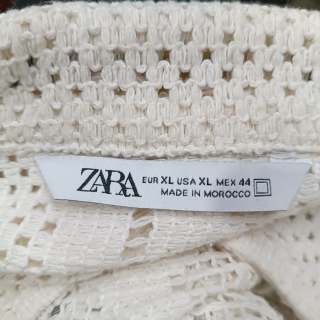 ZARA
EUR XL USA XL MEX 44
MADE IN MOROCCO